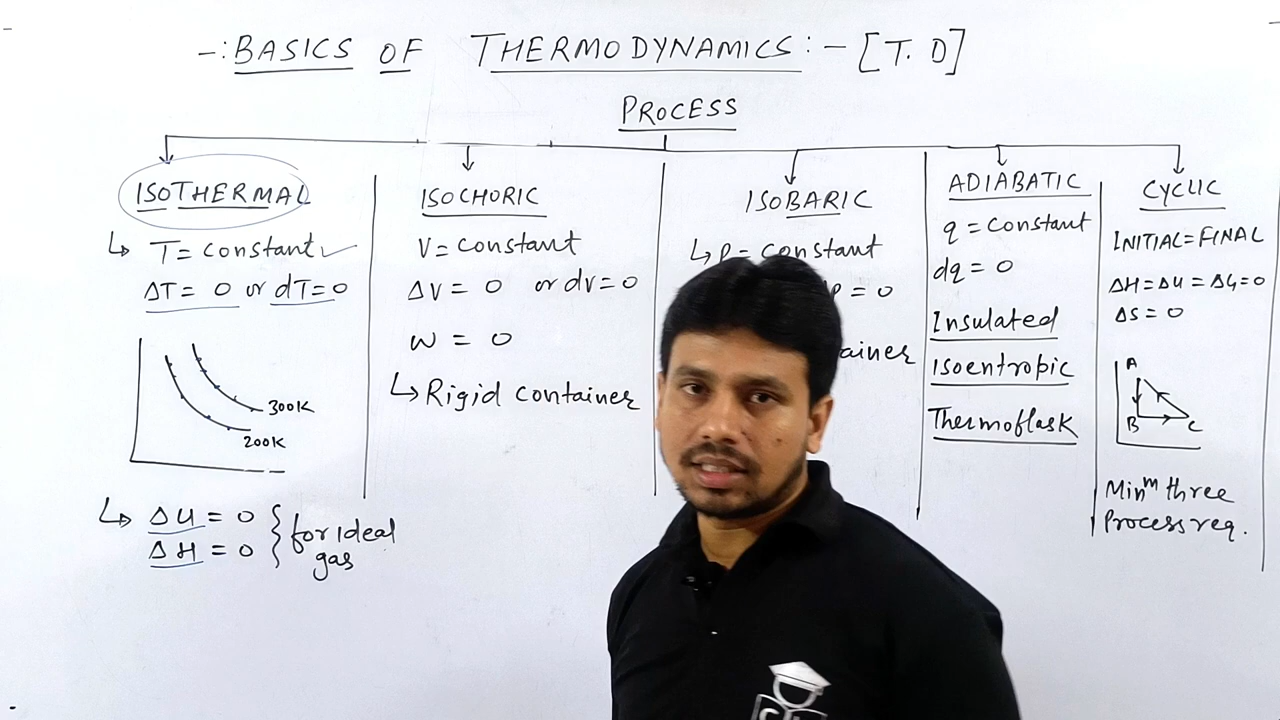 -: BASICS OF THERMODYNAMICS :- [T.D]
PROCESS
ISOTHERMAL
↳ T = constant ✓
ΔT = 0 or dT = 0
300K
200K
↳ ΔU = 0
ΔH = 0
for ideal
gas
ISOCHORIC
V = constant
ΔV = 0 or dv = 0
w = 0
↳ Rigid container
ISOBARIC
↳ P = constant
= 0
ADIABATIC
q = constant
dq = 0
Insulated
Isoentropic
Thermoflask
CYCLIC
INITIAL = FINAL
ΔH = ΔU = ΔG = 0
ΔS = 0
A
B
C
Minᵐ three
Process req.